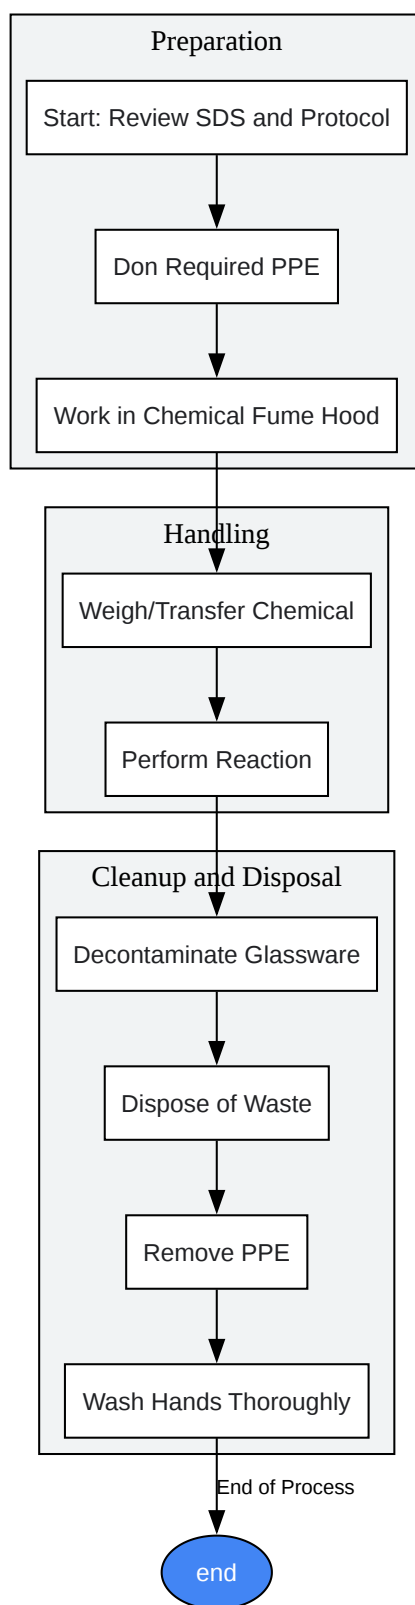 Preparation
Start: Review SDS and Protocol
Don Required PPE
Work in Chemical Fume Hood
Handling
Weigh/Transfer Chemical
Perform Reaction
Cleanup and Disposal
Decontaminate Glassware
Dispose of Waste
Remove PPE
Wash Hands Thoroughly
End of Process
end